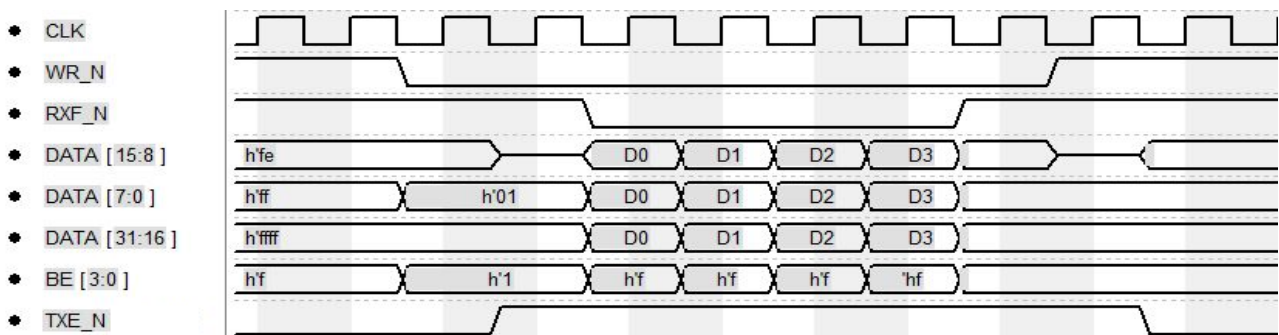 CLK
WR_N
RXF_N
DATA [15:8] h'fe D0 D1 D2 D3
DATA [7:0] h'ff h'01 D0 D1 D2 D3
DATA [31:16] h'ffff D0 D1 D2 D3
BE [3:0] h'f h'1 h'f h'f h'f 'hf
TXE_N